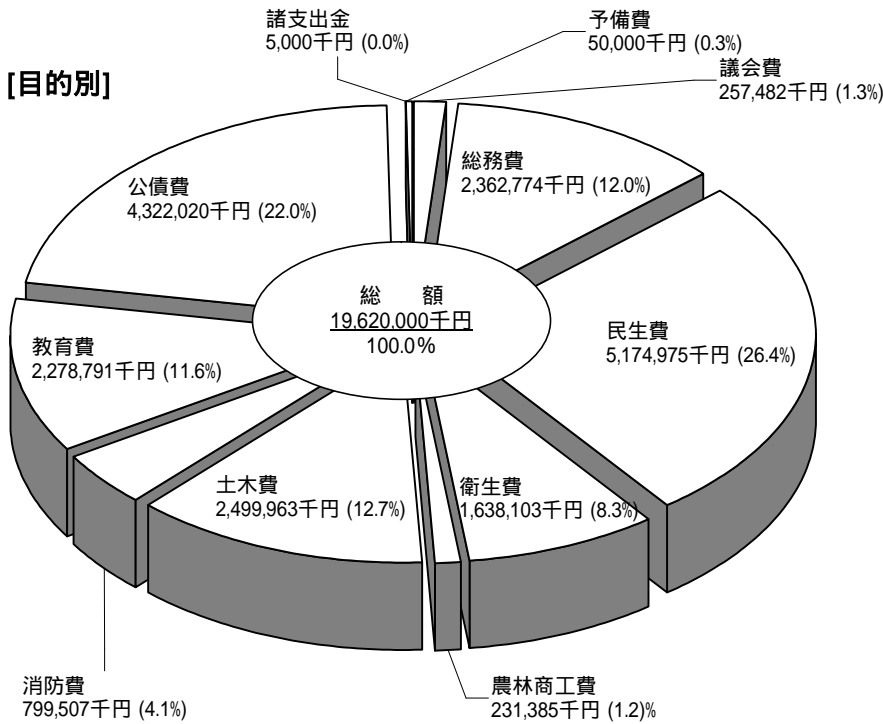 諸支出金
5,000千円 (0.0%)
予備費
50,000千円 (0.3%)
議会費
257,482千円 (1.3%)
[目的別]
総務費
2,362,774千円 (12.0%)
公債費
4,322,020千円 (22.0%)
総 額
19,620,000千円
100.0%
民生費
5,174,975千円 (26.4%)
教育費
2,278,791千円 (11.6%)
土木費
2,499,963千円 (12.7%)
衛生費
1,638,103千円 (8.3%)
消防費
799,507千円 (4.1%)
農林商工費
231,385千円 (1.2)%